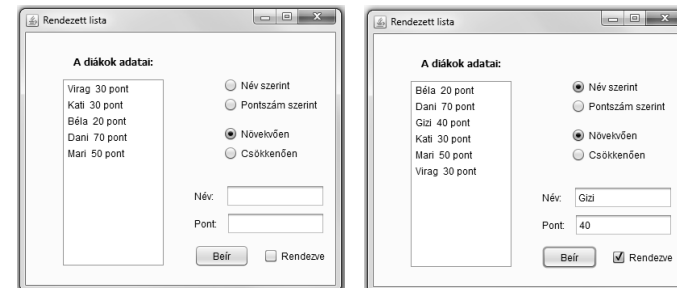 Rendezett lista
A diákok adatai:
Virag 30 pont
Kati 30 pont
Béla 20 pont
Dani 70 pont
Mari 50 pont
Név szerint
Pontszám szerint
Növekvően
Csökkenően
Név:
Pont:
Beír
Rendezve
Rendezett lista
A diákok adatai:
Béla 20 pont
Dani 70 pont
Gizi 40 pont
Kati 30 pont
Mari 50 pont
Virag 30 pont
Név szerint
Pontszám szerint
Növekvően
Csökkenően
Név: Gizi
Pont: 40
Beír
Rendezve